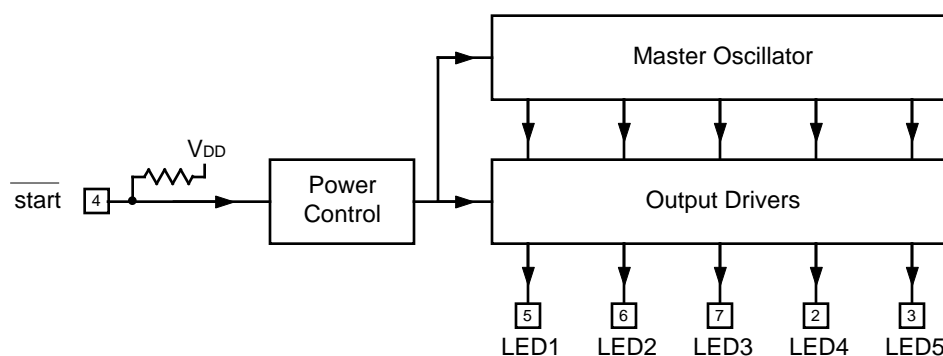 Master Oscillator
VDD
start
4
Power
Control
Output Drivers
5 6 7 2 3
LED1 LED2 LED3 LED4 LED5